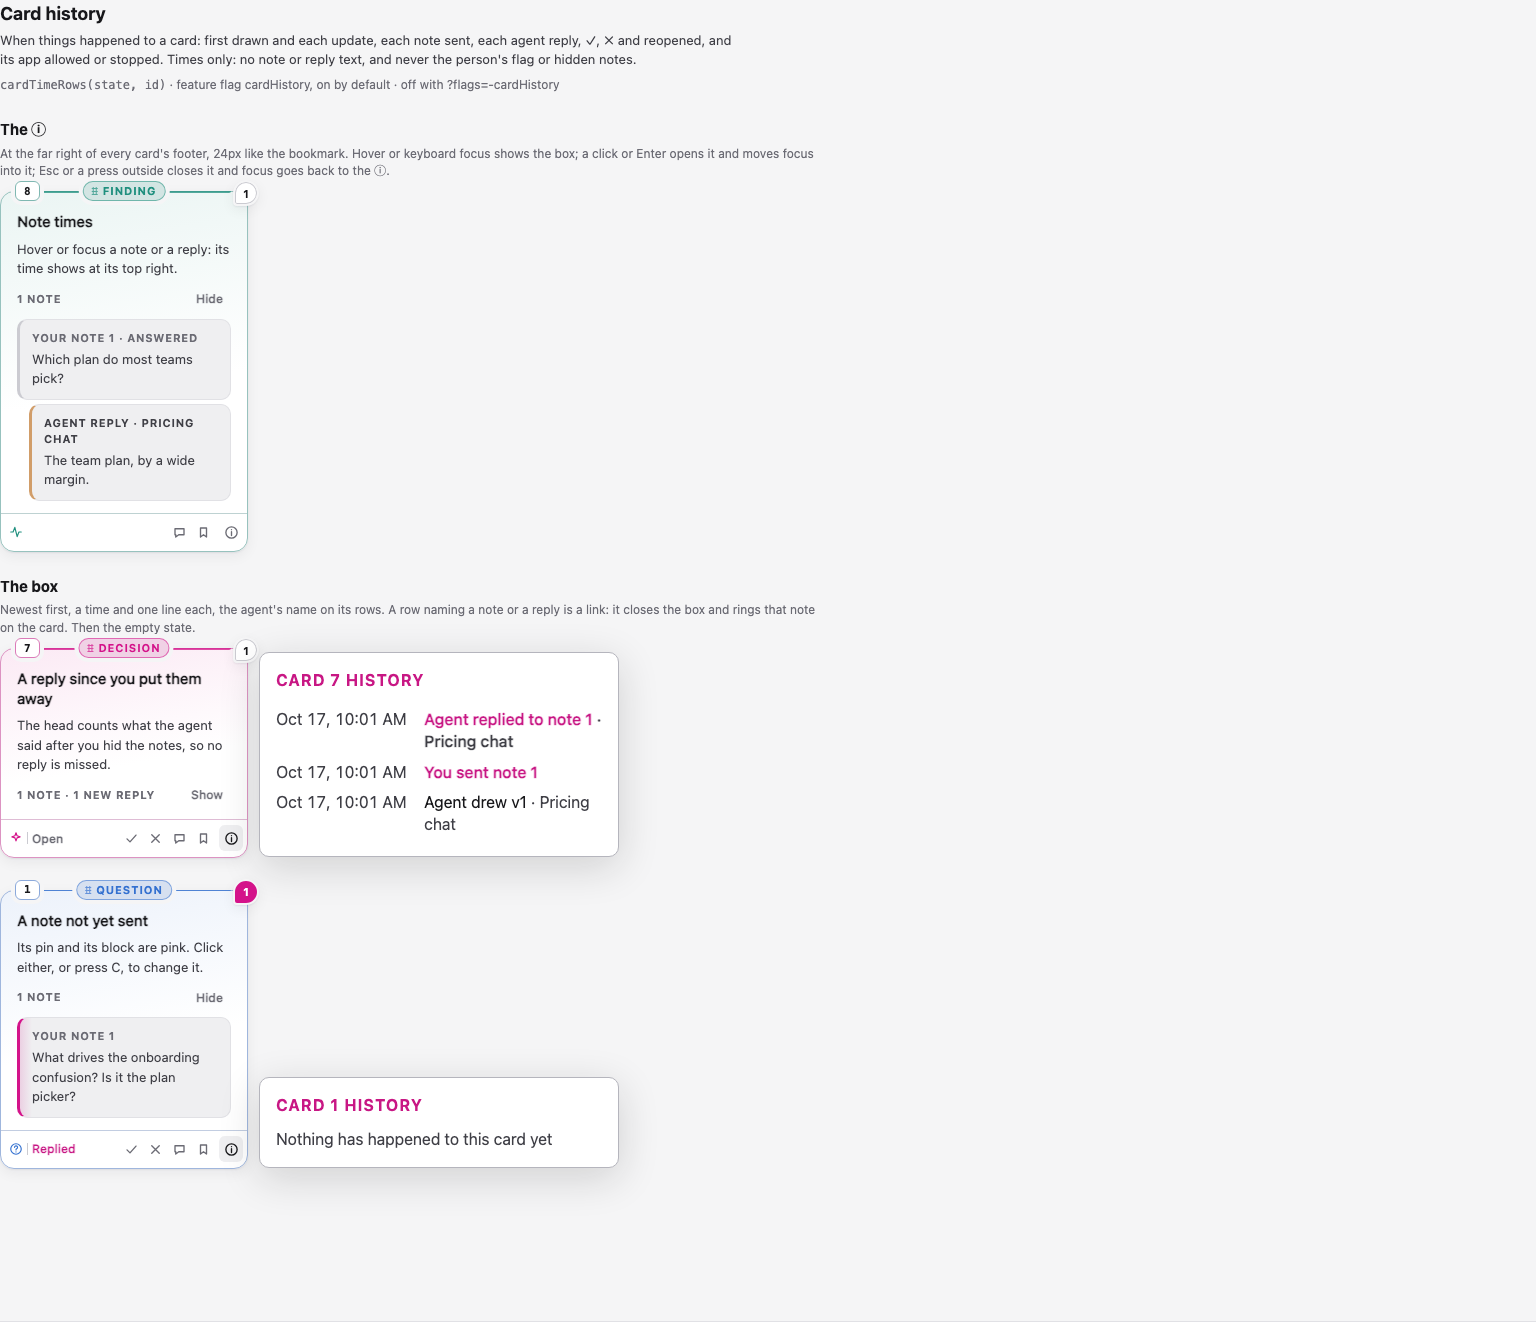 Card history
When things happened to a card: first drawn and each update, each note sent, each agent reply, ✓, ✕ and reopened, and
its app allowed or stopped. Times only: no note or reply text, and never the person's flag or hidden notes.
cardTimeRows(state, id) · feature flag cardHistory, on by default · off with ?flags=-cardHistory
The ⓘ
At the far right of every card's footer, 24px like the bookmark. Hover or keyboard focus shows the box; a click or Enter opens it and moves focus
into it; Esc or a press outside closes it and focus goes back to the ⓘ.
8
FINDING
1
Note times
Hover or focus a note or a reply: its
time shows at its top right.
1 NOTE
Hide
YOUR NOTE 1 · ANSWERED
Which plan do most teams
pick?
AGENT REPLY · PRICING
CHAT
The team plan, by a wide
margin.
The box
Newest first, a time and one line each, the agent's name on its rows. A row naming a note or a reply is a link: it closes the box and rings that note
on the card. Then the empty state.
7
DECISION
1
A reply since you put them
away
The head counts what the agent
said after you hid the notes, so no
reply is missed.
1 NOTE · 1 NEW REPLY
Show
Open
CARD 7 HISTORY
Oct 17, 10:01 AM
Agent replied to note 1 ·
Pricing chat
Oct 17, 10:01 AM
You sent note 1
Oct 17, 10:01 AM
Agent drew v1 · Pricing
chat
1
QUESTION
1
A note not yet sent
Its pin and its block are pink. Click
either, or press C, to change it.
1 NOTE
Hide
YOUR NOTE 1
What drives the onboarding
confusion? Is it the plan
picker?
Replied
CARD 1 HISTORY
Nothing has happened to this card yet